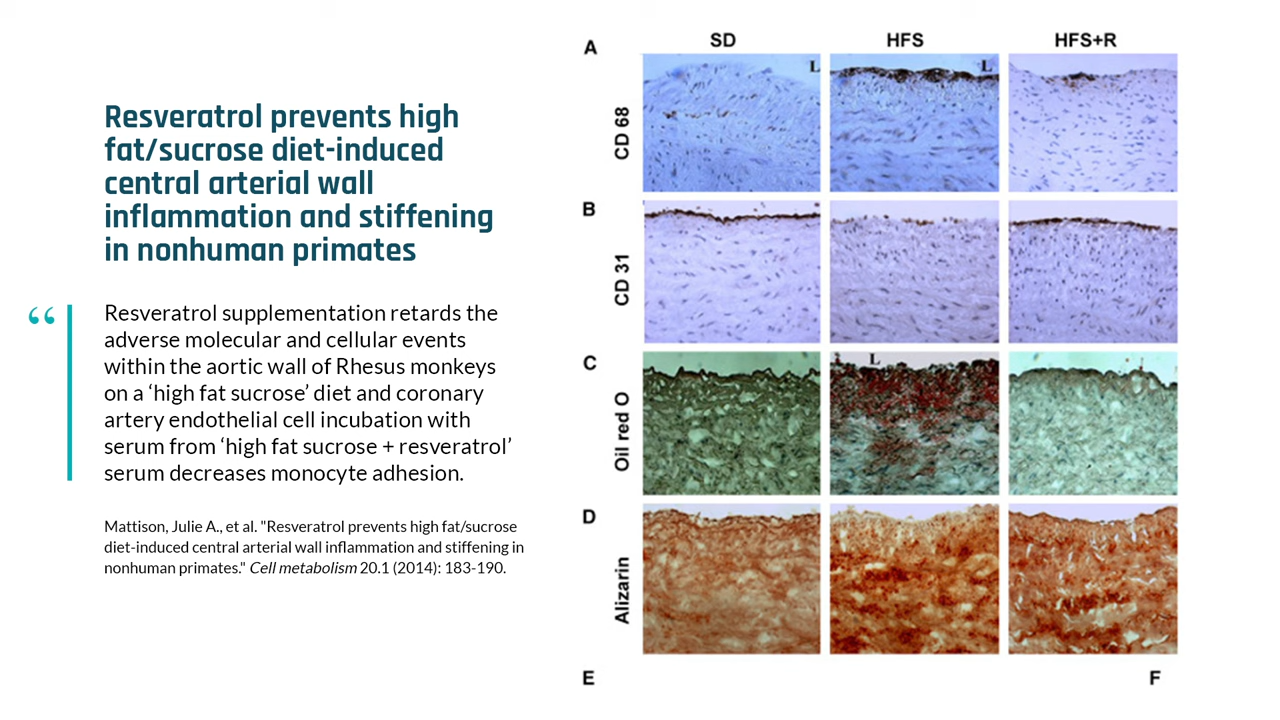 Resveratrol prevents high
fat/sucrose diet-induced
central arterial wall
inflammation and stiffening
in nonhuman primates
“
Resveratrol supplementation retards the
adverse molecular and cellular events
within the aortic wall of Rhesus monkeys
on a ‘high fat sucrose’ diet and coronary
artery endothelial cell incubation with
serum from ‘high fat sucrose + resveratrol’
serum decreases monocyte adhesion.
Mattison, Julie A., et al. "Resveratrol prevents high fat/sucrose
diet-induced central arterial wall inflammation and stiffening in
nonhuman primates." Cell metabolism 20.1 (2014): 183-190.
SD HFS HFS+R
A
L L
CD 68
B
CD 31
C
L
Oil red O
D
Alizarin
E F